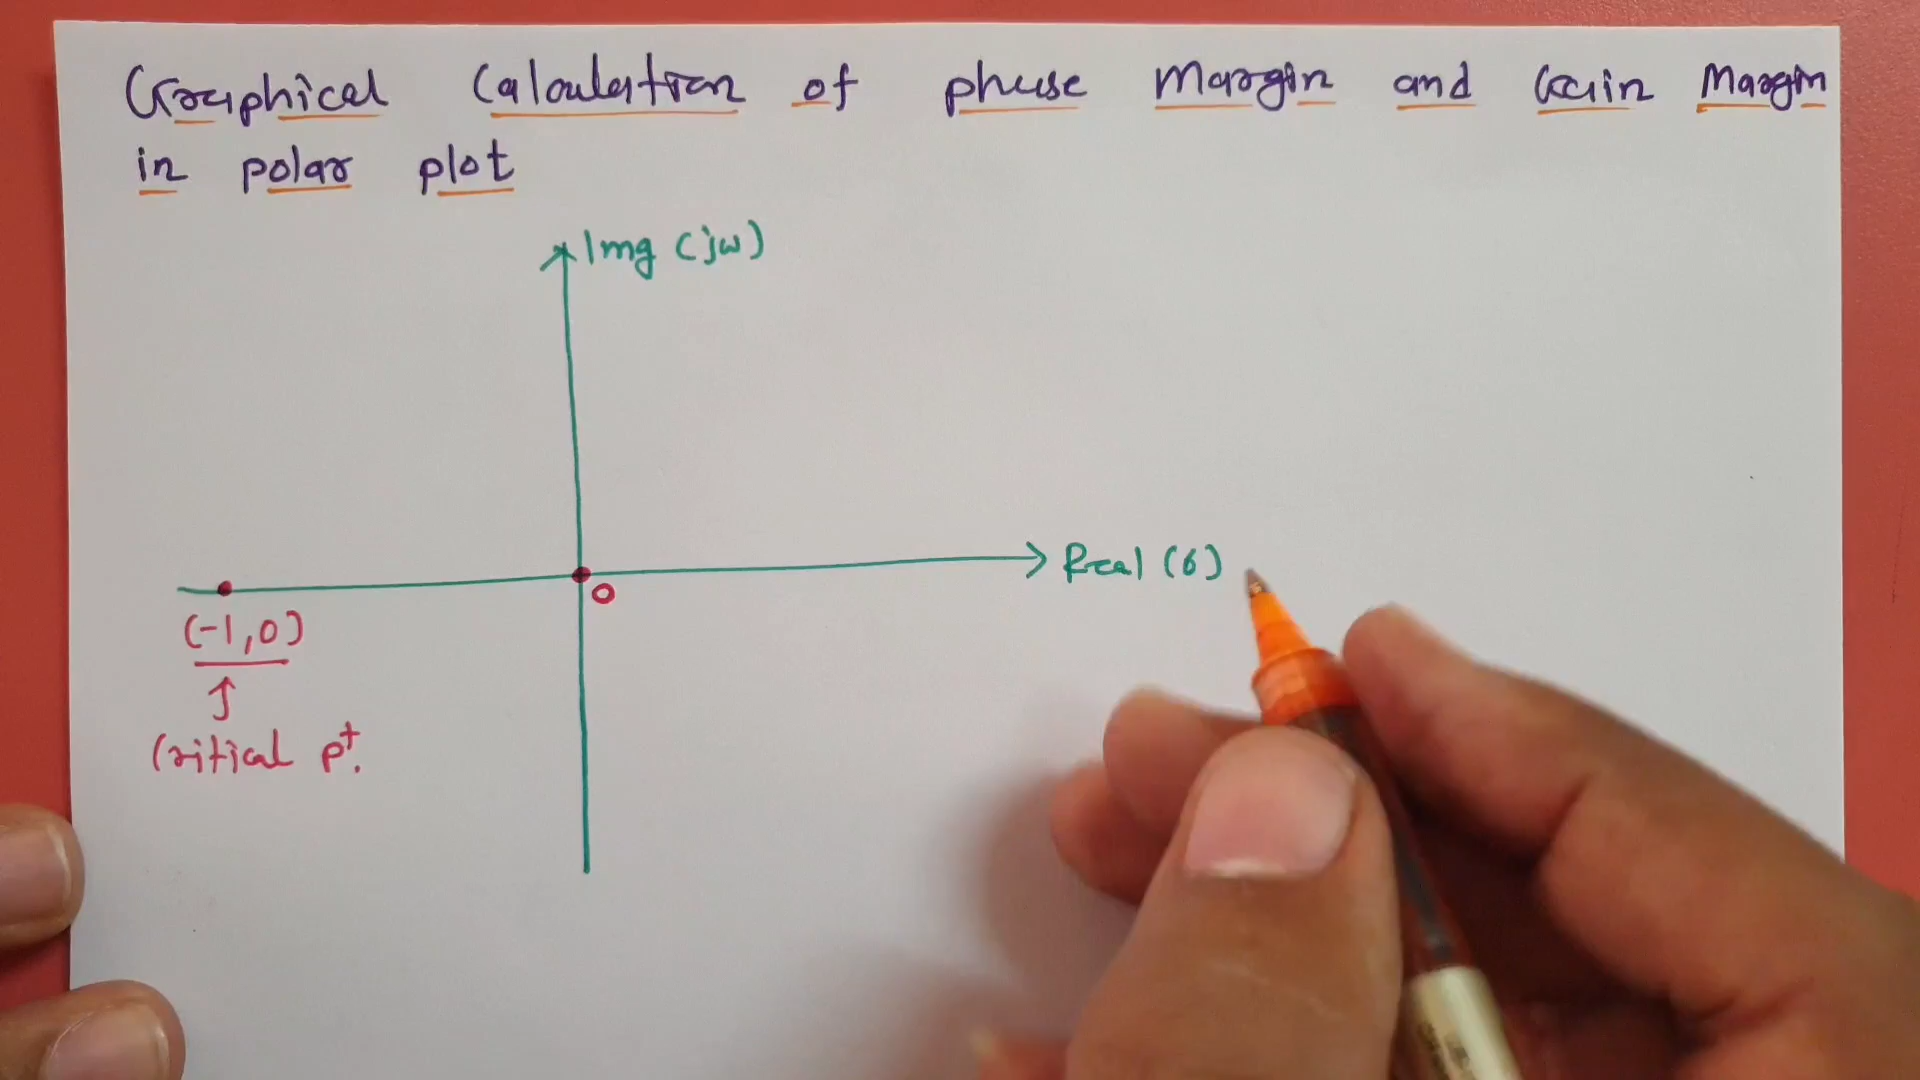 Graphical Calculation of phase Margin and Gain Margin
in polar plot
Img (jω)
Real (σ)
0
(-1,0)
↑
Critical pt.